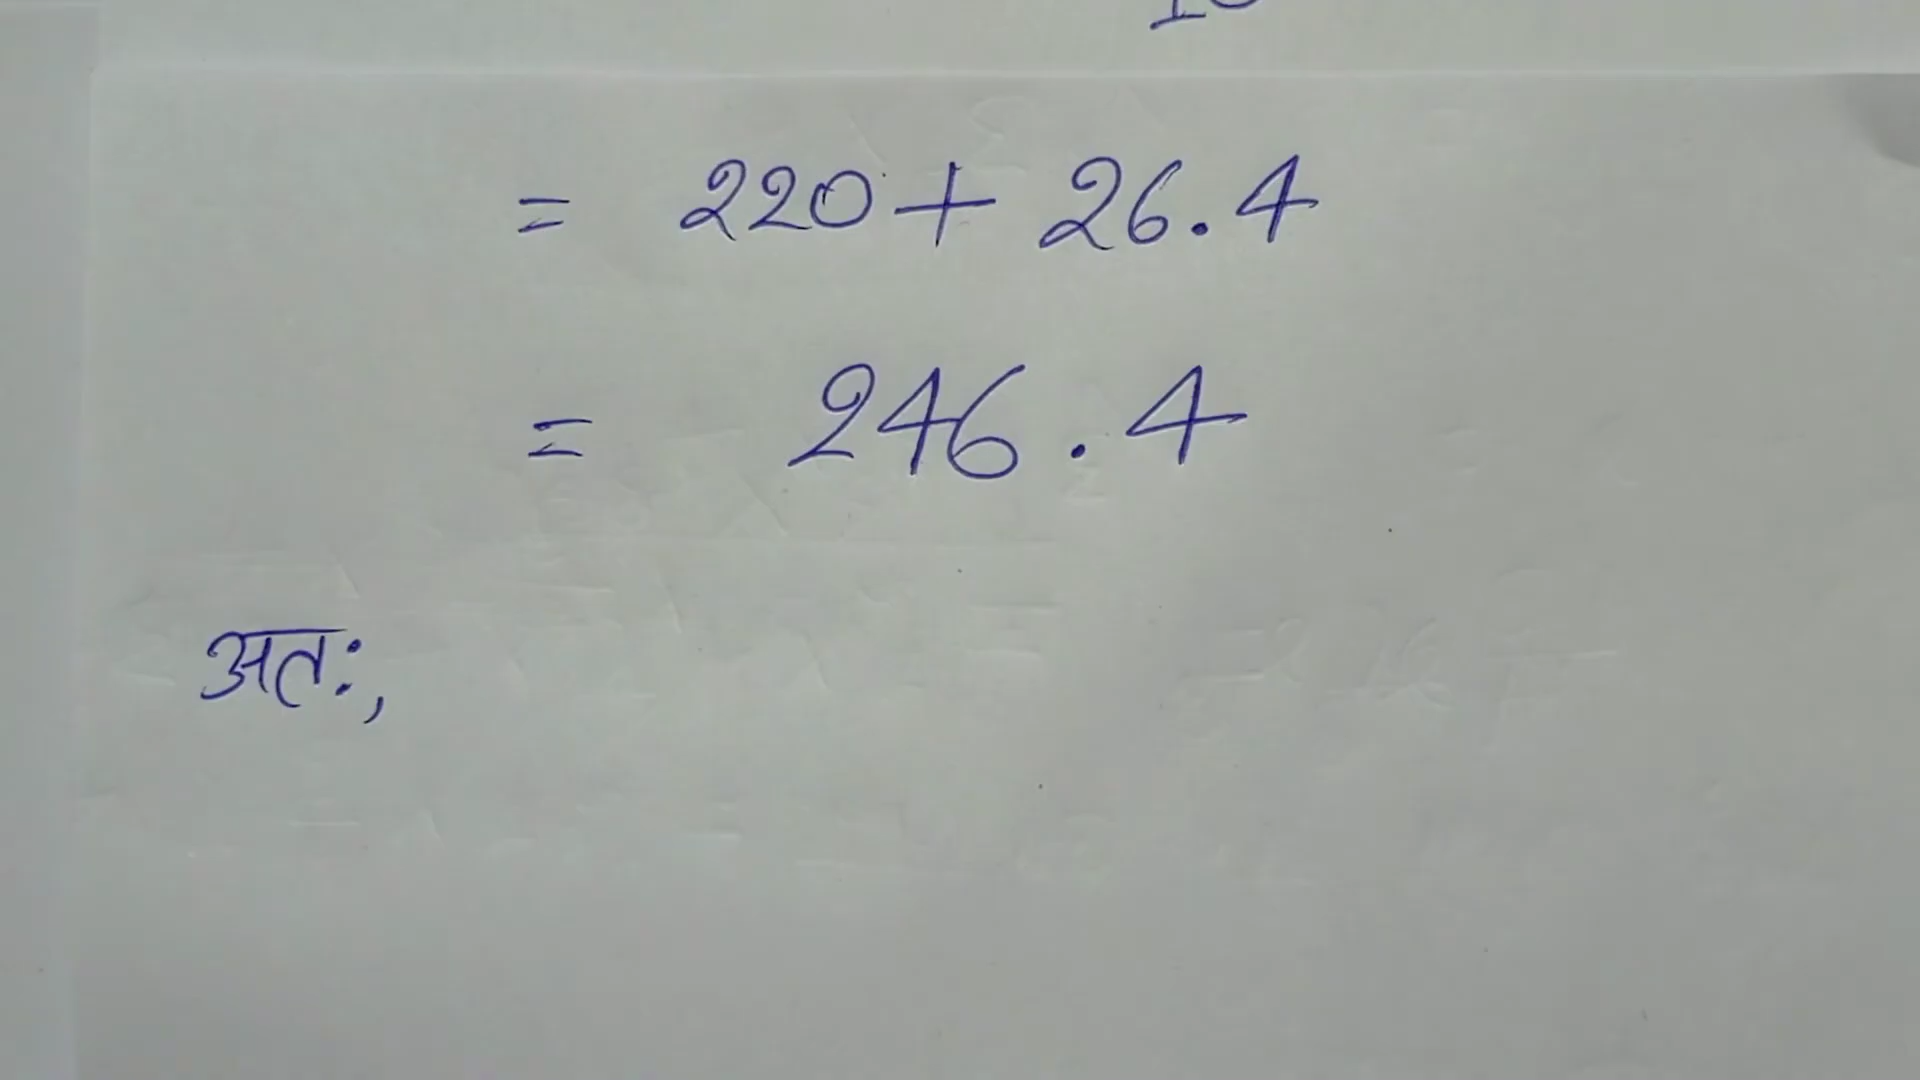 = 220 + 26.4
= 246.4
अतः,